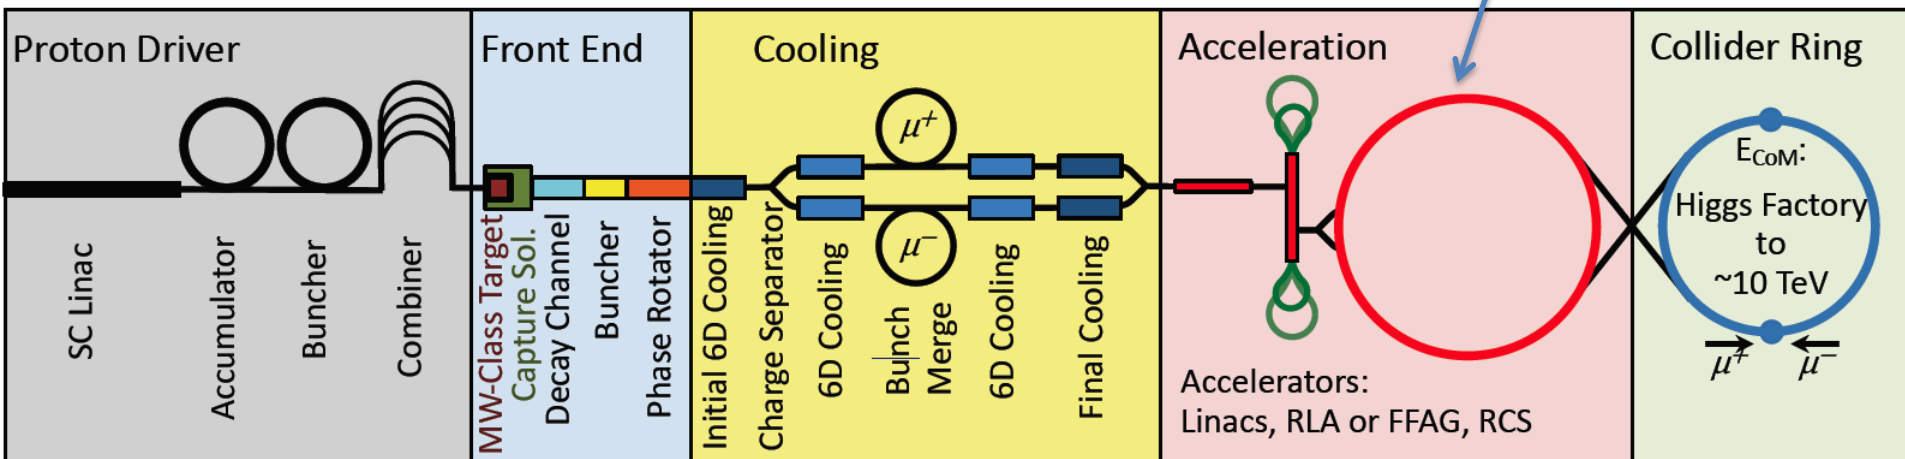 Proton Driver
SC Linac
Accumulator
Buncher
Combiner
Front End
MW-Class Target
Capture Sol.
Decay Channel
Buncher
Phase Rotator
Cooling
μ+
μ−
Initial 6D Cooling
Charge Separator
6D Cooling
Bunch
Merge
6D Cooling
Final Cooling
Acceleration
Accelerators:
Linacs, RLA or FFAG, RCS
Collider Ring
ECoM:
Higgs Factory
to
~10 TeV
μ+ μ−